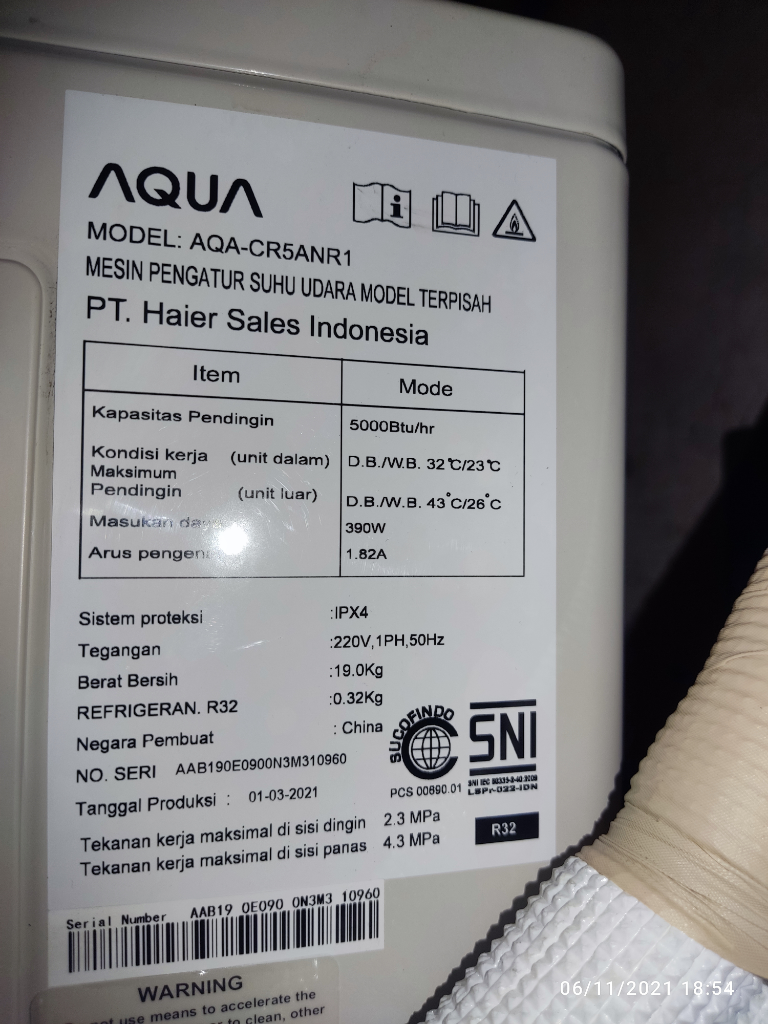 AQUA
MODEL: AQA-CR5ANR1
MESIN PENGATUR SUHU UDARA MODEL TERPISAH
PT. Haier Sales Indonesia
Item Mode
Kapasitas Pendingin 5000Btu/hr
Kondisi kerja (unit dalam) D.B./W.B. 32℃/23℃
Maksimum
Pendingin (unit luar) D.B./W.B. 43°C/26°C
Masukan daya 390W
Arus 1.82A
Sistem proteksi :IPX4
Tegangan :220V,1PH,50Hz
Berat Bersih :19.0Kg
REFRIGERAN. R32 :0.32Kg
Negara Pembuat : China
SUCOFINDO
SNI
NO. SERI AAB190E0900N3M310960
PCS 00690.01
LSPr-022-IDN
Tanggal Produksi : 01-03-2021
Tekanan kerja maksimal di sisi dingin 2.3 MPa
Tekanan kerja maksimal di sisi panas 4.3 MPa
R32
Serial Number AAB19 0E090 0N3M3 10960
WARNING
use means to accelerate the
to clean, other
06/11/2021 18:54